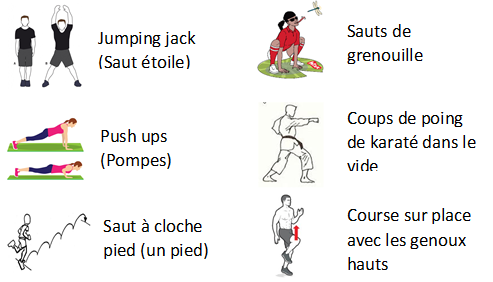 Jumping jack
(Saut étoile)
Sauts de
grenouille
Push ups
(Pompes)
Coups de poing
de karaté dans le
vide
Saut à cloche
pied (un pied)
Course sur place
avec les genoux
hauts